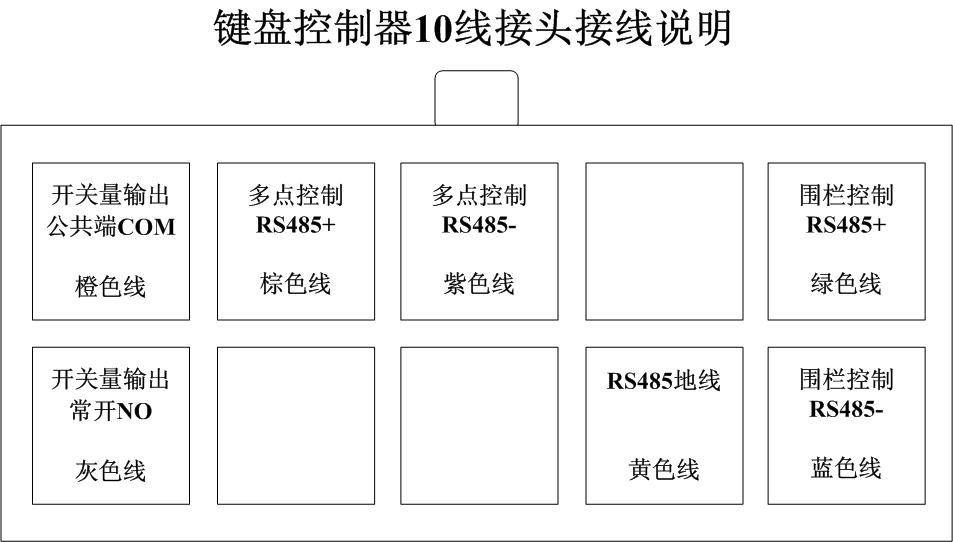 键盘控制器10线接头接线说明
开关量输出
公共端COM
橙色线
多点控制
RS485+
棕色线
多点控制
RS485-
紫色线
围栏控制
RS485+
绿色线
开关量输出
常开NO
灰色线
RS485地线
黄色线
围栏控制
RS485-
蓝色线